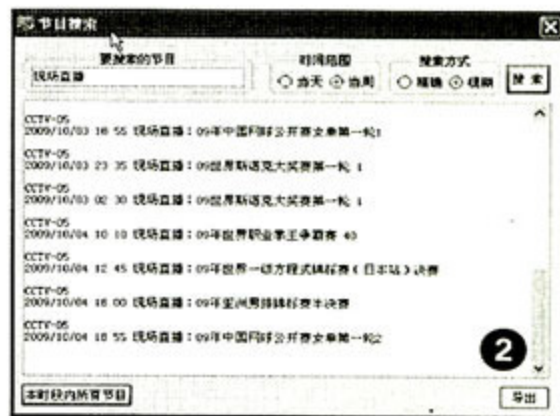 节目搜索
要搜索的节目
时间范围
搜索方式
现场直播
当天
当周
精确
模糊
搜 索
CCTV-05
2009/10/03 16 55 现场直播：09年中国网球公开赛女单第一轮1
CCTV-05
2009/10/03 23 35 现场直播：09世界斯诺克大奖赛第一轮 1
CCTV-05
2009/10/03 02 30 现场直播：09世界斯诺克大奖赛第一轮 1
CCTV-05
2009/10/04 10 10 现场直播：09年世界职业拳王争霸赛 40
CCTV-05
2009/10/04 12 45 现场直播：09年世界一级方程式锦标赛（日本站）决赛
CCTV-05
2009/10/04 16 00 现场直播：09年亚洲男排锦标赛半决赛
CCTV-05
2009/10/04 18 55 现场直播：09年中国网球公开赛女单第一轮2
2
本时段内所有节目
导出